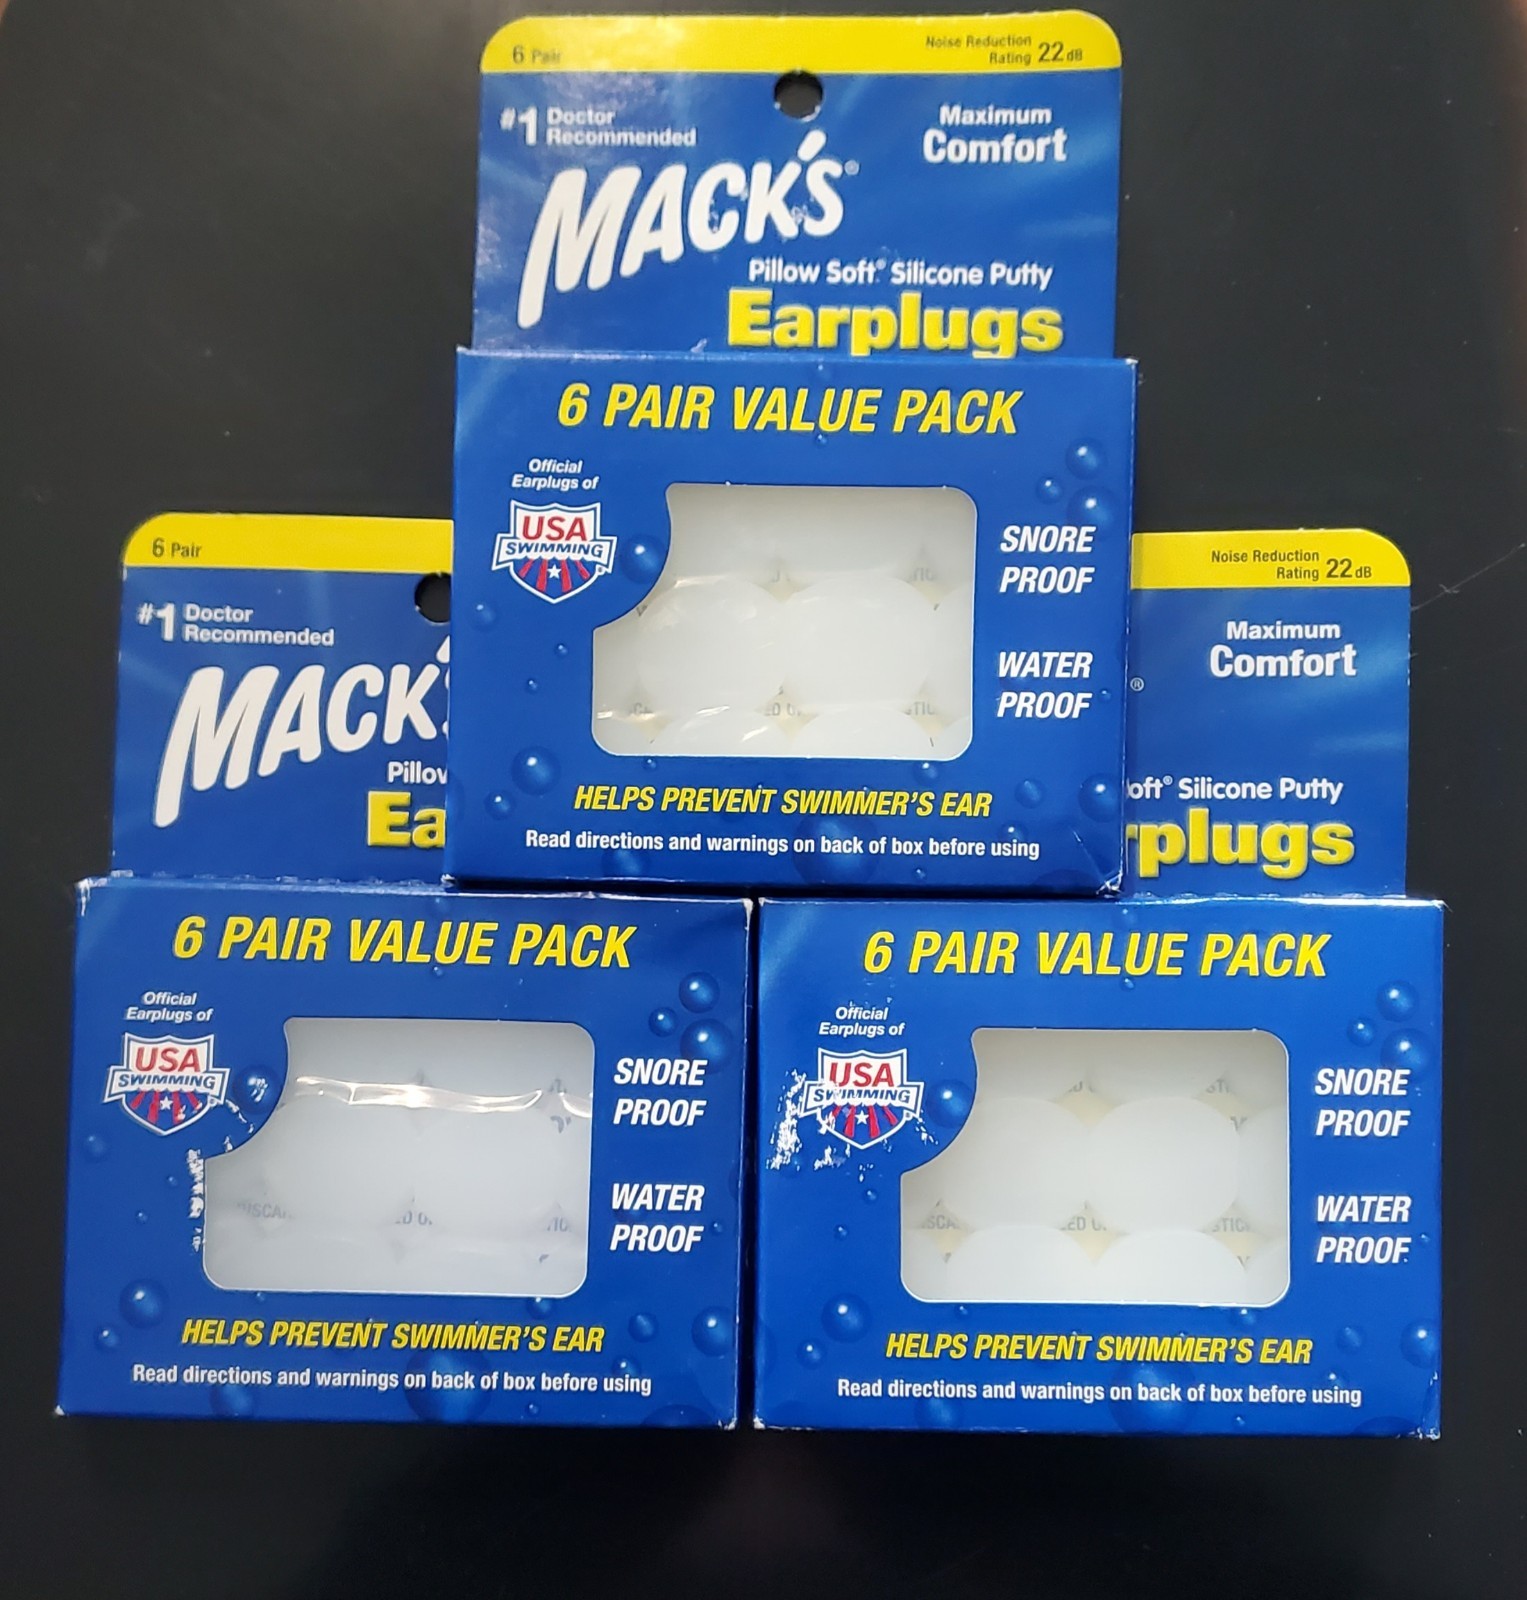 6 Pair
Noise Reduction
Rating 22 dB
#1 Doctor
Recommended
Maximum
Comfort
MACK'S®
Pillow Soft® Silicone Putty
Earplugs
6 PAIR VALUE PACK
Official
Earplugs of
USA
SWIMMING
SNORE
PROOF
WATER
PROOF
HELPS PREVENT SWIMMER'S EAR
Read directions and warnings on back of box before using
6 Pair
#1 Doctor
Recommended
MACK'
Pillo
Ea
6 PAIR VALUE PACK
Official
Earplugs of
USA
SWIMMING
SNORE
PROOF
WATER
PROOF
HELPS PREVENT SWIMMER'S EAR
Read directions and warnings on back of box before using
Noise Reduction
Rating 22 dB
Maximum
Comfort
®
oft® Silicone Putty
rplugs
6 PAIR VALUE PACK
Official
Earplugs of
USA
SWIMMING
SNORE
PROOF
WATER
PROOF
HELPS PREVENT SWIMMER'S EAR
Read directions and warnings on back of box before using